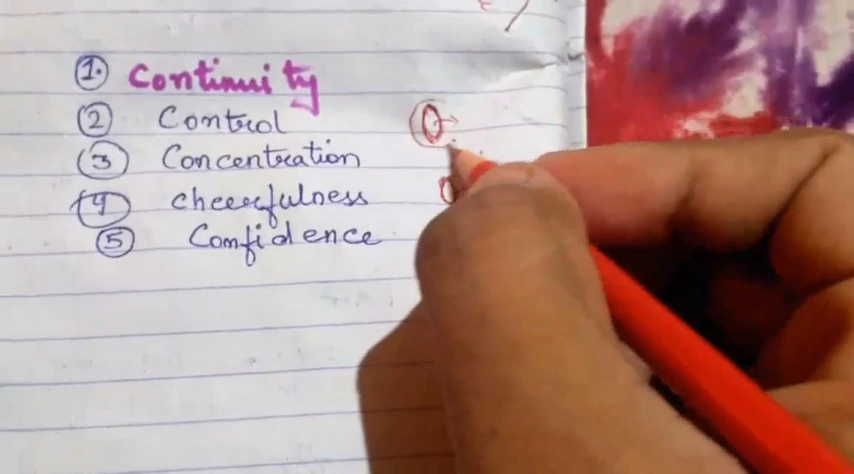 1. Continuity
2 Control
3 Concentration
4 Cheerfulness
5 Confidence